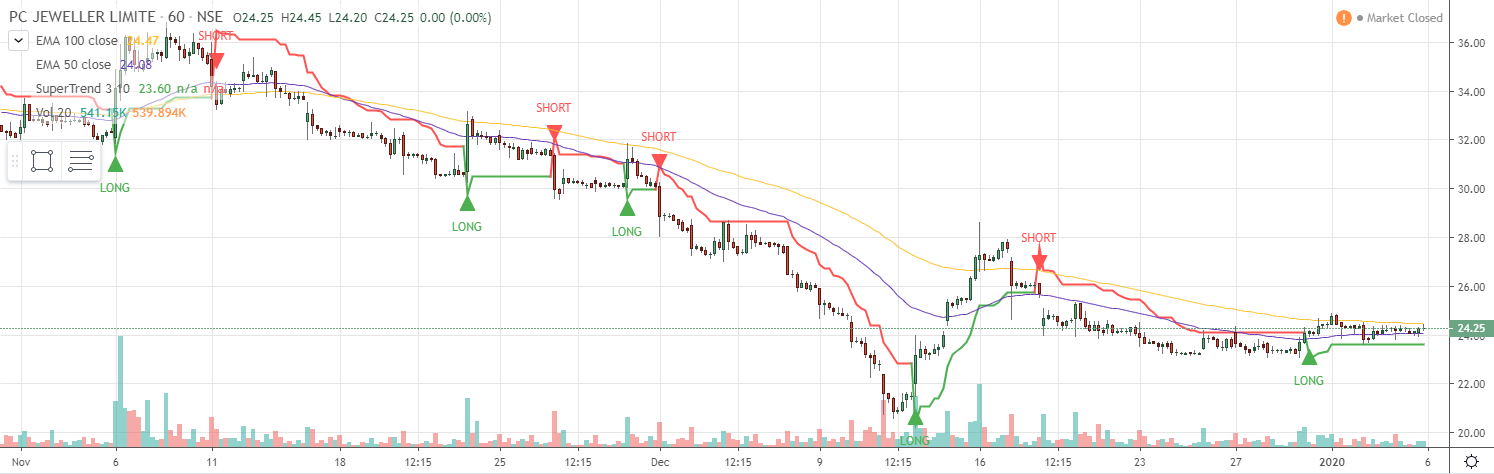 PC JEWELLER LIMITE · 60 · NSE O24.25 H24.45 L24.20 C24.25 0.00 (0.00%)
Market Closed
EMA 100 close 24.47
EMA 50 close 24.08
SuperTrend 3 10 23.60 n/a n/a
Vol 20 541.15K 539.894K
SHORT
SHORT
SHORT
SHORT
LONG
LONG
LONG
LONG
LONG
36.00
34.00
32.00
30.00
28.00
26.00
24.25
24.00
22.00
20.00
Nov 6 11 18 12:15 25 12:15 Dec 12:15 9 12:15 16 12:15 23 27 2020 6